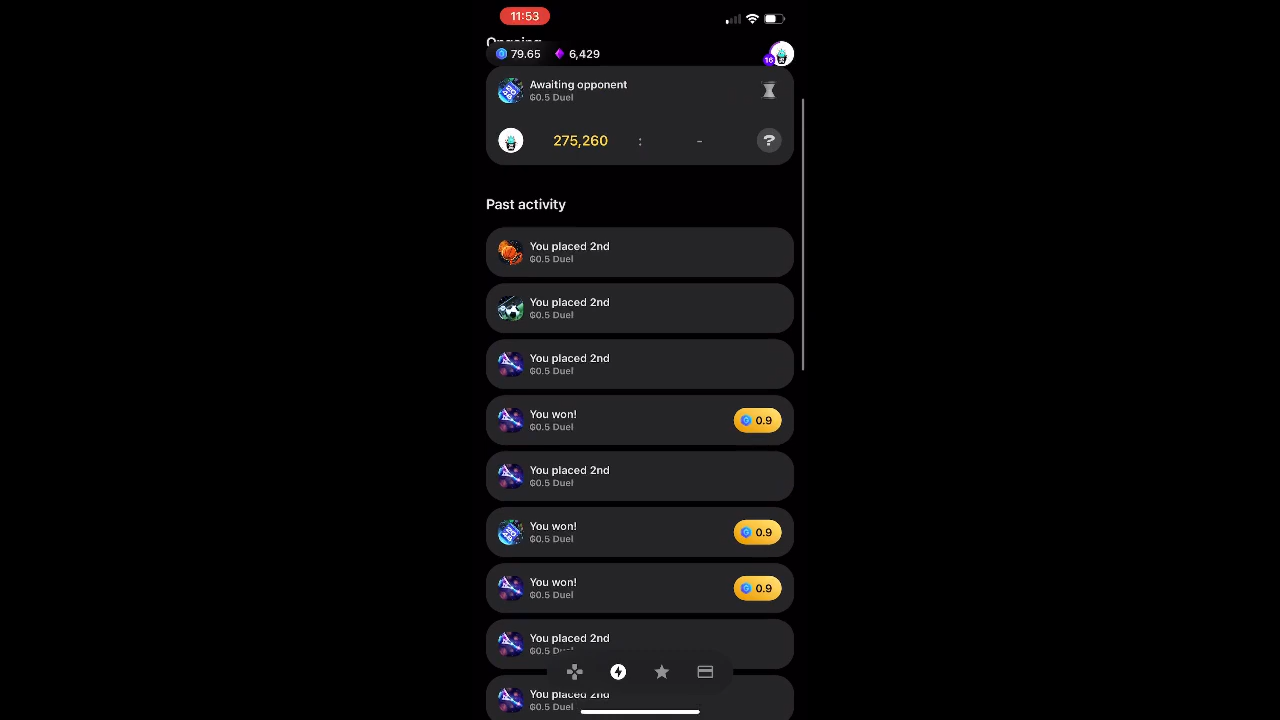 11:53
Ongoing
79.65 6,429
16
Awaiting opponent
₲0.5 Duel
275,260 : - ?
Past activity
You placed 2nd
₲0.5 Duel
You placed 2nd
₲0.5 Duel
You placed 2nd
₲0.5 Duel
You won!
₲0.5 Duel
0.9
You placed 2nd
₲0.5 Duel
You won!
₲0.5 Duel
0.9
You won!
₲0.5 Duel
0.9
You placed 2nd
₲0.5 Duel
You placed 2nd